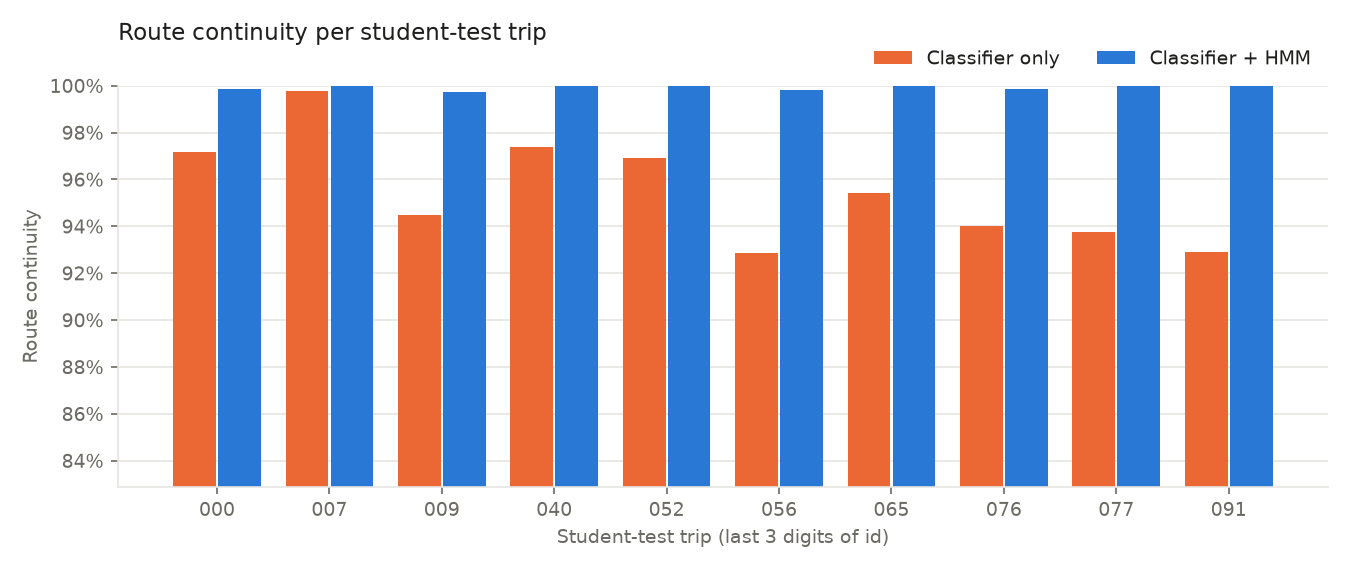 Route continuity per student-test trip
Classifier only
Classifier + HMM
100%
98%
96%
94%
92%
90%
88%
86%
84%
Route continuity
000 007 009 040 052 056 065 076 077 091
Student-test trip (last 3 digits of id)